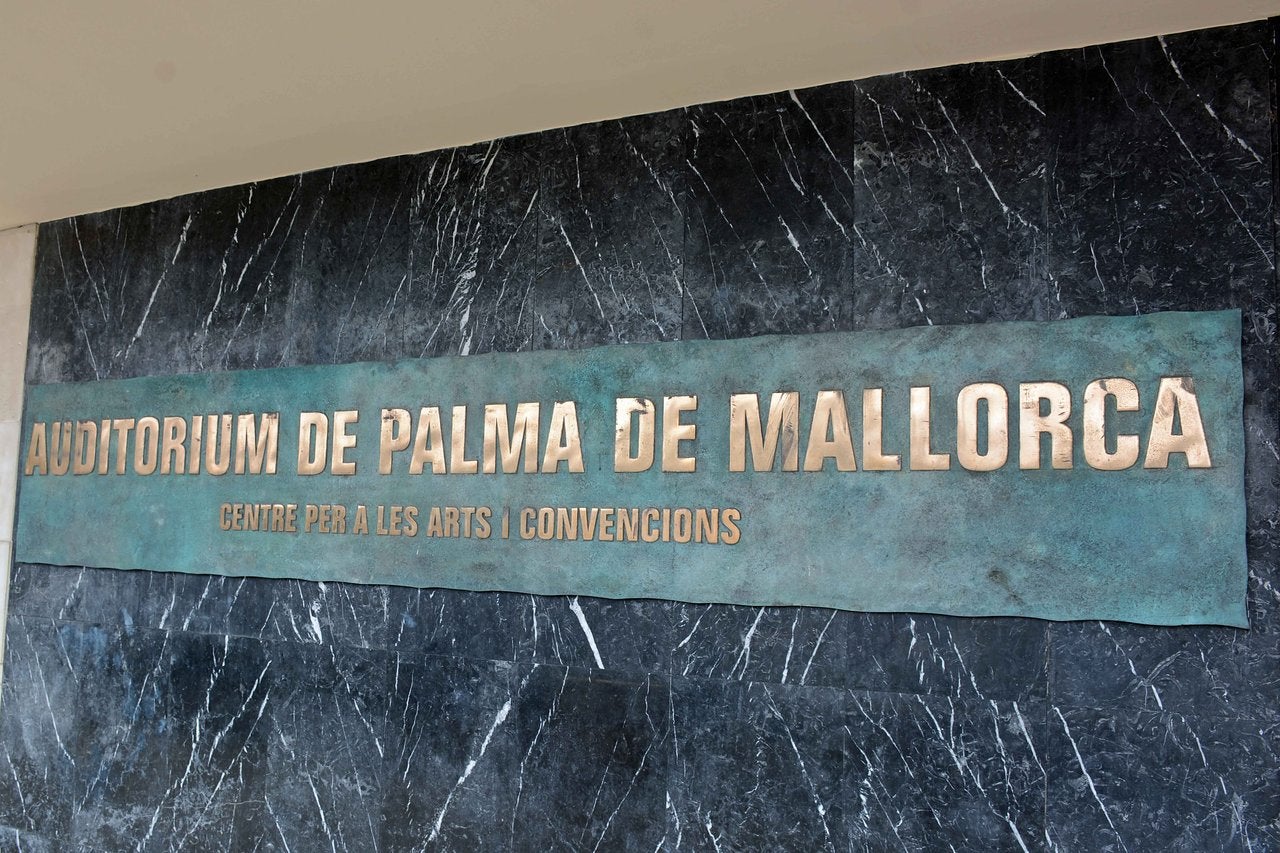 AUDITORIUM DE PALMA DE MALLORCA
CENTRE PER A LES ARTS I CONVENCIONS